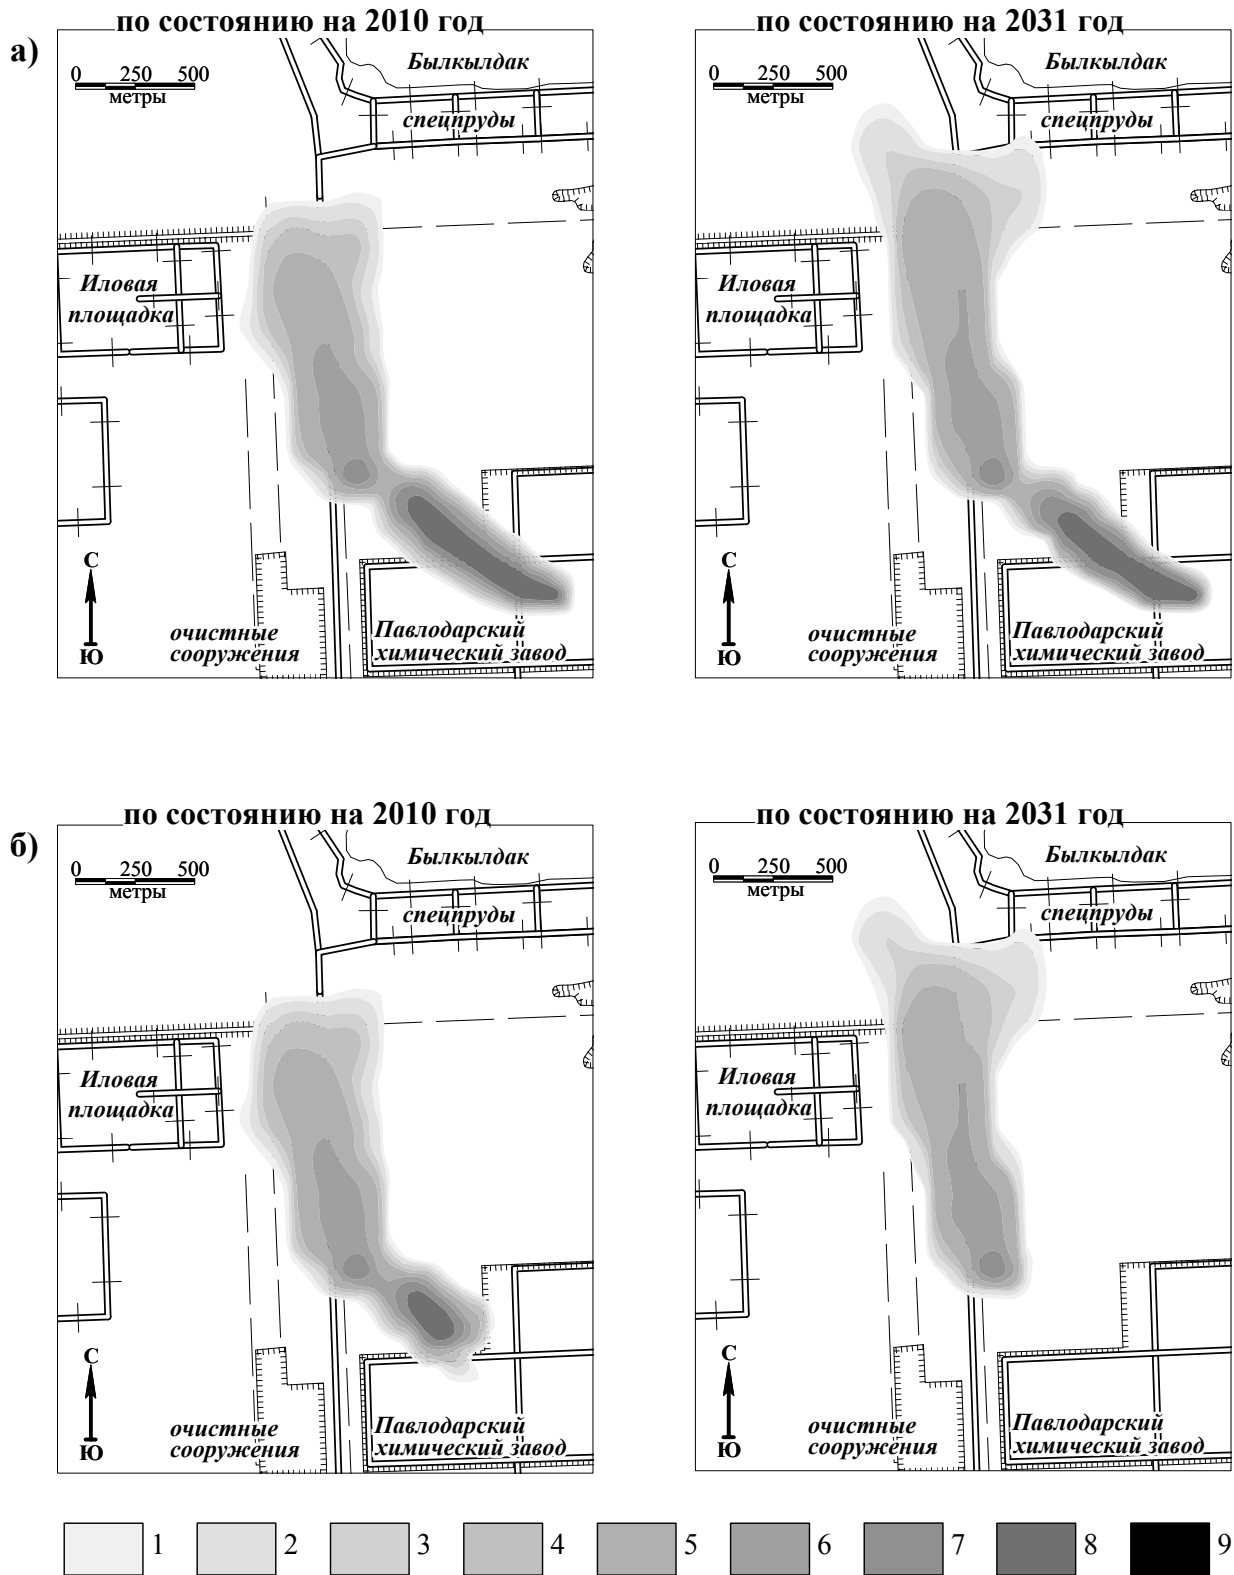 по состоянию на 2010 год
по состоянию на 2031 год
а)
0 250 500
метры
Былкылдак
спецпруды
Иловая
площадка
С
Ю
очистные
сооружения
Павлодарский
химический завод
0 250 500
метры
Былкылдак
спецпруды
Иловая
площадка
С
Ю
очистные
сооружения
Павлодарский
химический завод
по состоянию на 2010 год
по состоянию на 2031 год
б)
0 250 500
метры
Былкылдак
спецпруды
Иловая
площадка
С
Ю
очистные
сооружения
Павлодарский
химический завод
0 250 500
метры
Былкылдак
спецпруды
Иловая
площадка
С
Ю
очистные
сооружения
Павлодарский
химический завод
1 2 3 4 5 6 7 8 9